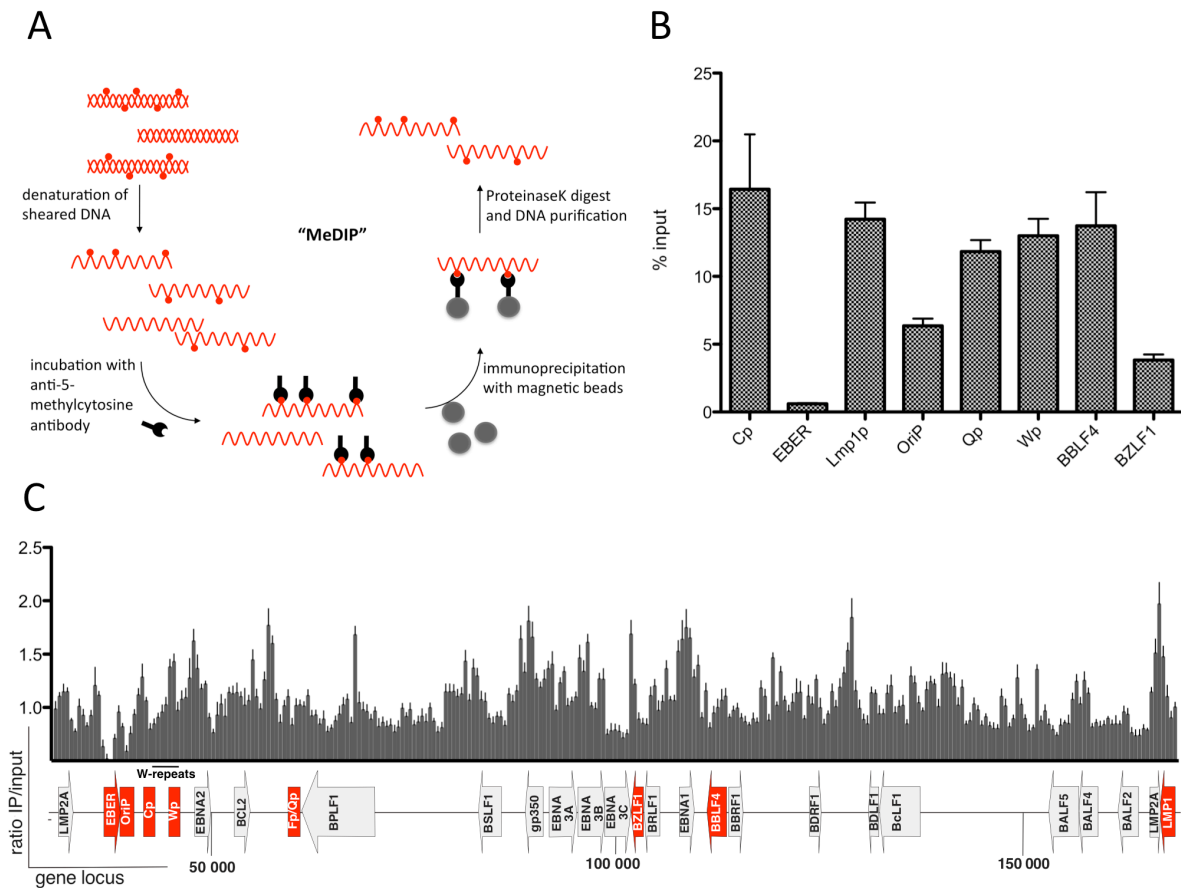 A
denaturation of
sheared DNA
"MeDIP"
ProteinaseK digest
and DNA purification
incubation with
anti-5-
methylcytosine
antibody
immunoprecipitation
with magnetic beads
B
% input
25
20
15
10
5
0
Cp
EBER
Lmp1p
OriP
Qp
Wp
BBLF4
BZLF1
C
ratio IP/input
2.5
1.5
1.5
1.0
W-repeats
LMP2A
EBER
OriP
Cp
Wp
EBNA2
BCL2
Fp/Qp
BPLF1
BSLF1
gp350
EBNA
3A
EBNA
3B
EBNA
3C
BZLF1
BRLF1
EBNA1
BBLF4
BBRF1
BDRF1
BDLF1
BcLF1
BALF5
BALF4
BALF2
LMP2A
LMP1
50 000
100 000
150 000
gene locus